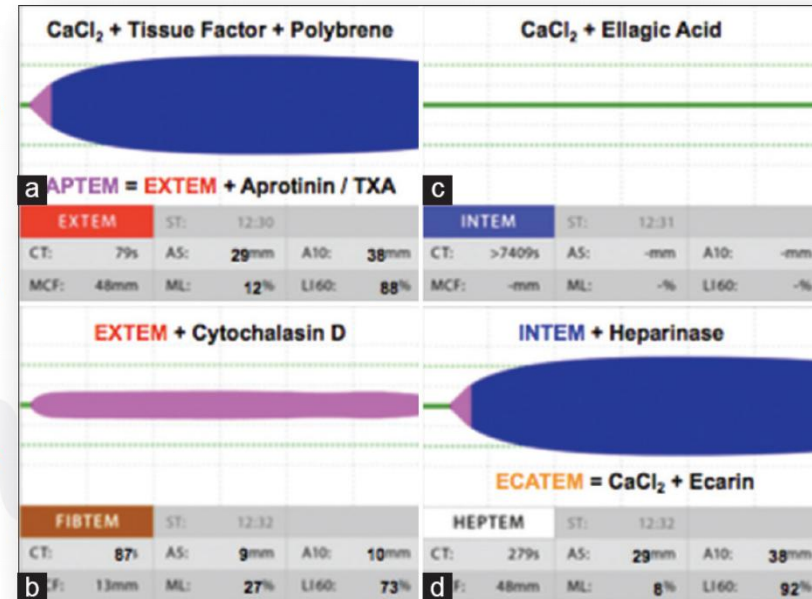 CaCl₂ + Tissue Factor + Polybrene
a APTEM = EXTEM + Aprotinin / TXA
EXTEM ST: 12:30
CT: 79s A5: 29mm A10: 38mm
MCF: 48mm ML: 12% LI60: 88%
CaCl₂ + Ellagic Acid
c
INTEM ST: 12:31
CT: >7409s A5: -mm A10: -mm
MCF: -mm ML: -% LI60: -%
EXTEM + Cytochalasin D
FIBTEM ST: 12:32
CT: 87s A5: 9mm A10: 10mm
b CF: 13mm ML: 27% LI60: 73%
INTEM + Heparinase
ECATEM = CaCl₂ + Ecarin
HEPTEM ST: 12:32
CT: 279s A5: 29mm A10: 38mm
d F: 48mm ML: 8% LI60: 92%